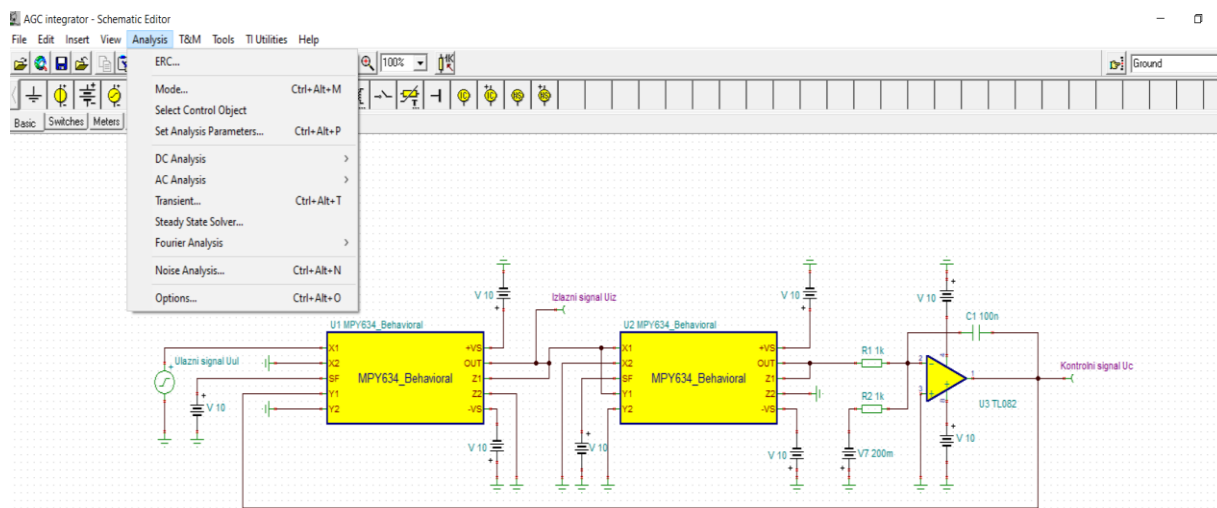 AGC integrator - Schematic Editor
File Edit Insert View Analysis T&M Tools TI Utilities Help
100%
Ground
Basic Switches Meters
ERC...
Mode... Ctrl+Alt+M
Select Control Object
Set Analysis Parameters... Ctrl+Alt+P
DC Analysis
AC Analysis
Transient... Ctrl+Alt+T
Steady State Solver...
Fourier Analysis
Noise Analysis... Ctrl+Alt+N
Options... Ctrl+Alt+O
Ulazni signal Uul
+
V 10
U1 MPY634_Behavioral
X1
X2
SF
Y1
Y2
MPY634_Behavioral
+VS
OUT
Z1
Z2
-VS
V 10
+
V 10
+
Izlazni signal Uiz
+
V 10
U2 MPY634_Behavioral
X1
X2
SF
Y1
Y2
MPY634_Behavioral
+VS
OUT
Z1
Z2
-VS
V 10
+
V 10
+
R1 1k
R2 1k
V7 200m
+
C1 100n
+
V 10
2
3
4
8
1
-
+
U3 TL082
+
V 10
Kontrolni signal Uc